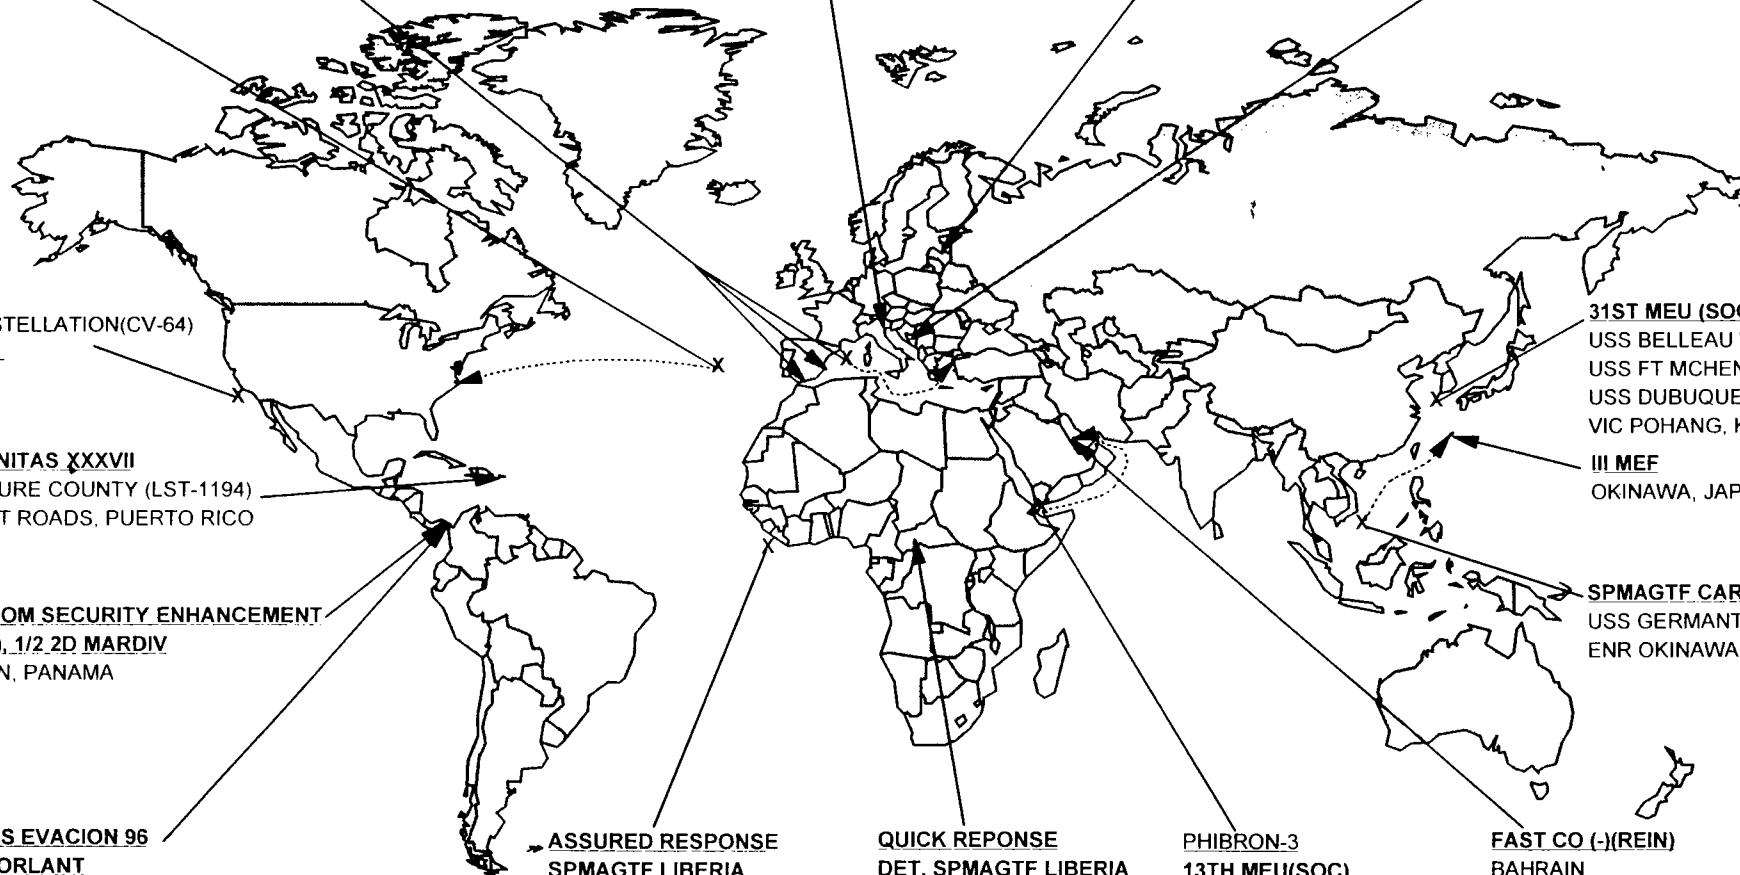 STELLATION(CV-64)
NITAS XXXVII
URE COUNTY (LST-1194)
T ROADS, PUERTO RICO
OM SECURITY ENHANCEMENT
), 1/2 2D MARDIV
N, PANAMA
S EVACION 96
ORLANT
ASSURED RESPONSE
SPMAGTF LIBERIA
QUICK REPONSE
DET, SPMAGTF LIBERIA
PHIBRON-3
13TH MEU(SOC)
FAST CO (-)(REIN)
BAHRAIN
31ST MEU (SOC
USS BELLEAU
USS FT MCHEN
USS DUBUQUE
VIC POHANG, K
III MEF
OKINAWA, JAP
SPMAGTF CAR
USS GERMANT
ENR OKINAWA